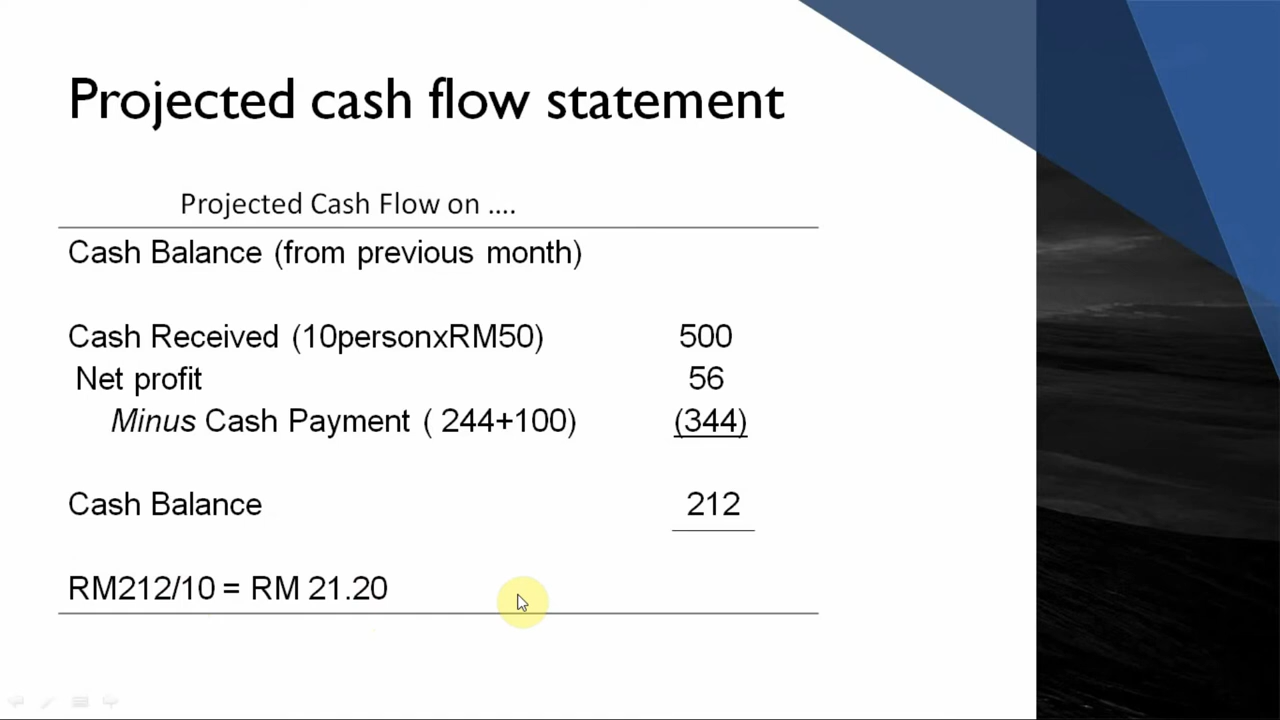 Projected cash flow statement
Projected Cash Flow on ....
Cash Balance (from previous month)
Cash Received (10personxRM50) 500
Net profit 56
Minus Cash Payment ( 244+100) (344)
Cash Balance 212
RM212/10 = RM 21.20